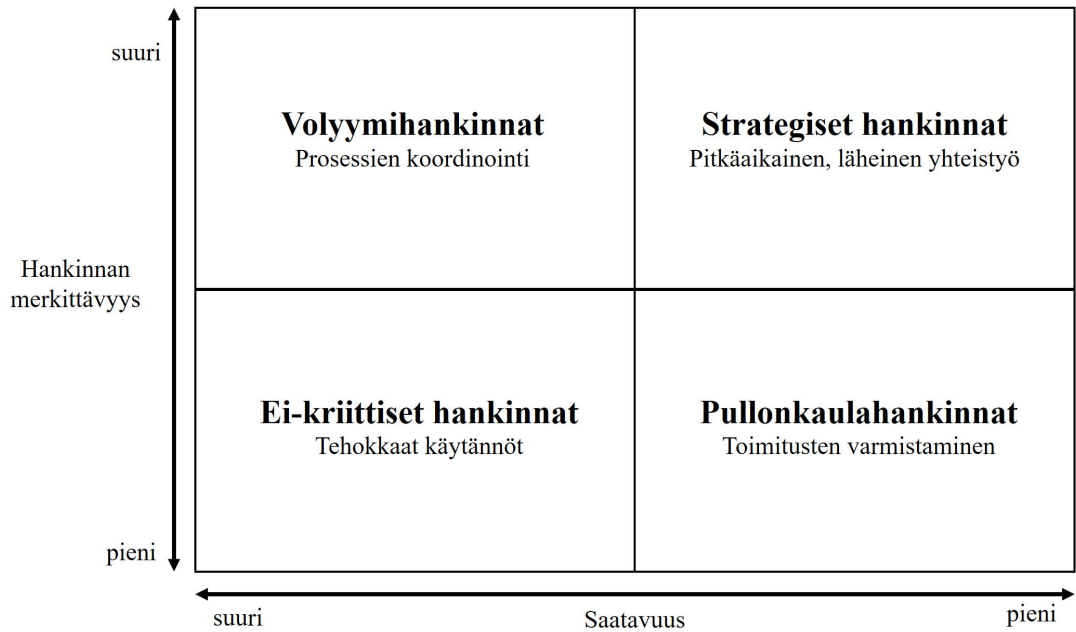 suuri
Volyymihankinnat
Prosessien koordinointi
Strategiset hankinnat
Pitkäaikainen, läheinen yhteistyö
Hankinnan
merkittävyys
Ei-kriittiset hankinnat
Tehokkaat käytännöt
Pullonkaulahankinnat
Toimitusten varmistaminen
pieni
suuri
Saatavuus
pieni